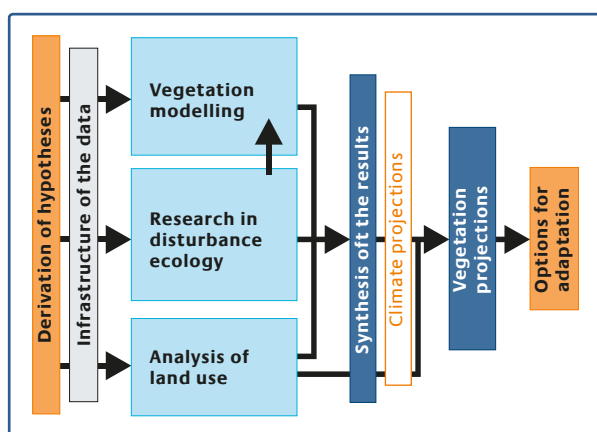 Derivation of hypotheses
Infrastructure of the data
Vegetation
modelling
Research in
disturbance
ecology
Analysis of
land use
Synthesis oft the results
Climate projections
Vegetation
projections
Options for
adaptation